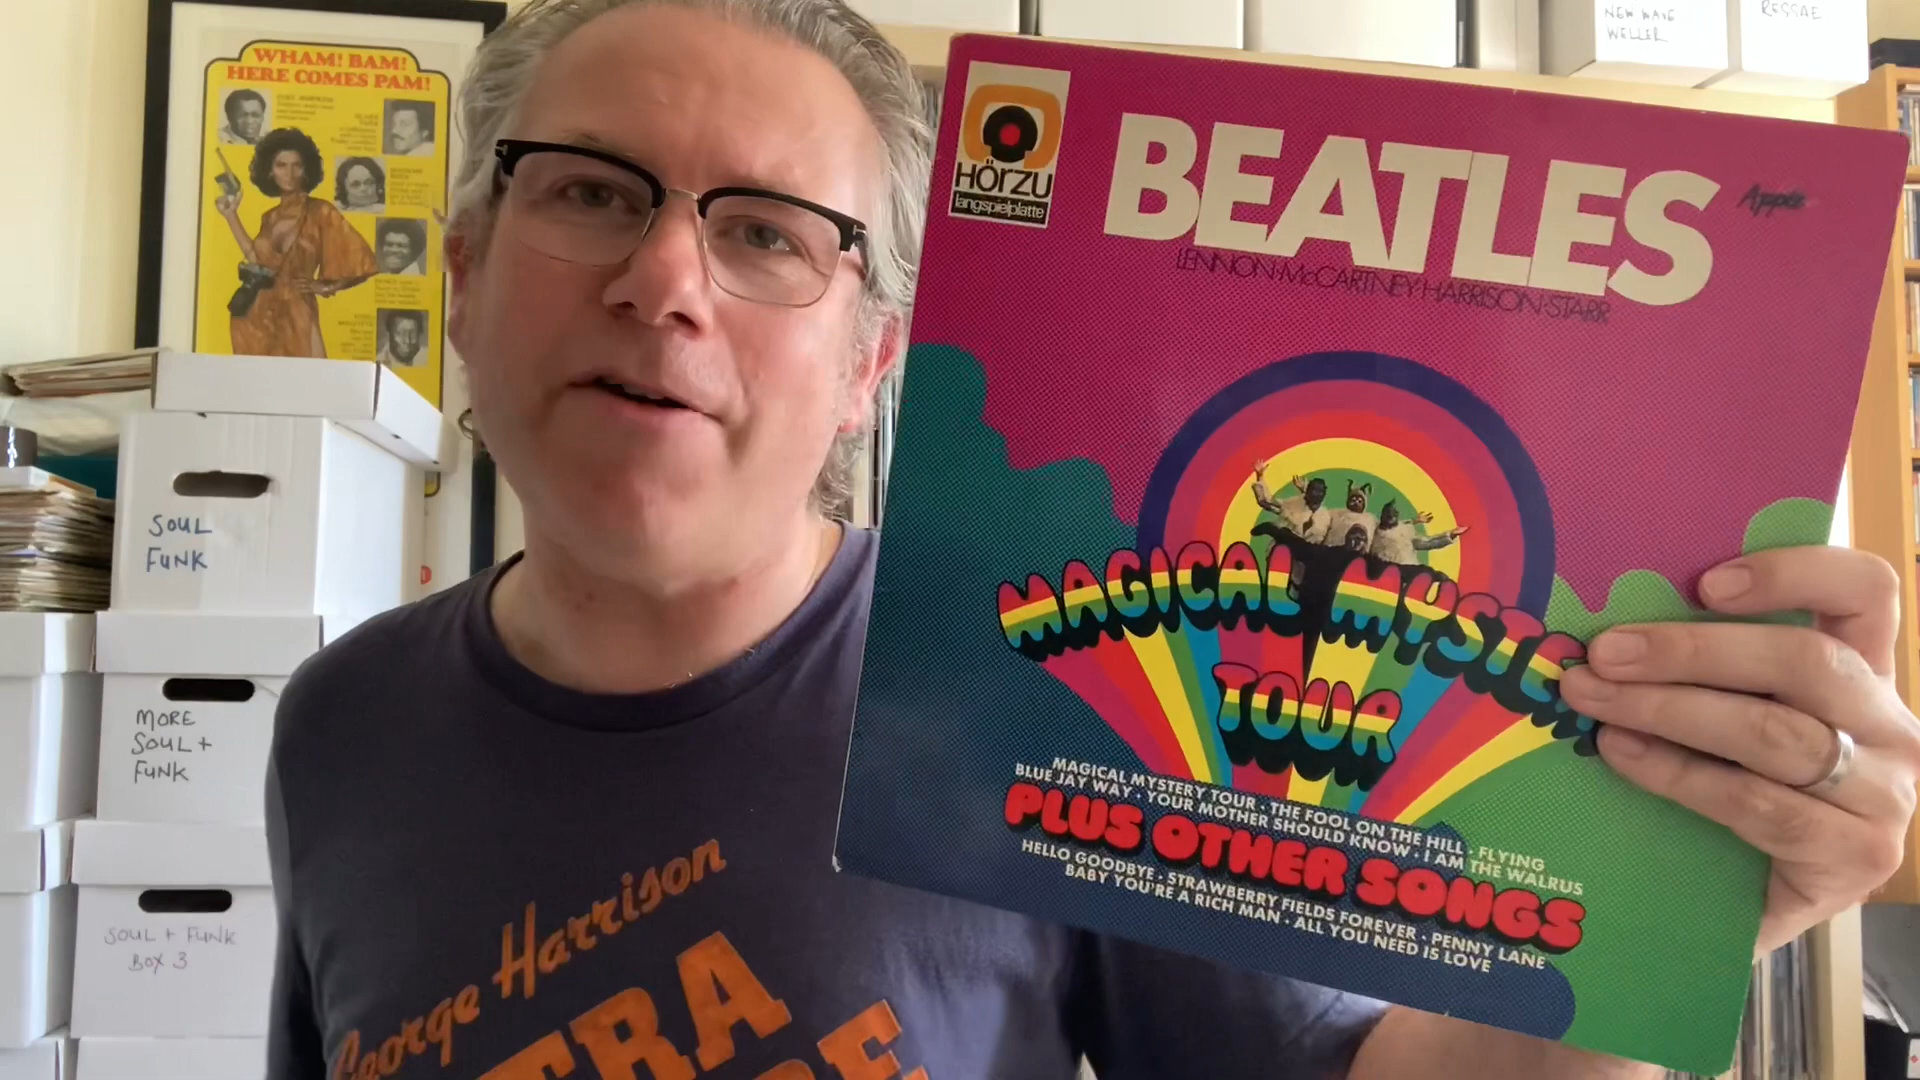 WHAM! BAM!
HERE COMES PAM!
SOUL
FUNK
MORE
SOUL +
FUNK
SOUL + FUNK
BOX 3
NEW WAVE
WELLER
REGGAE
HÖRZU
langspielplatte
BEATLES
Apple
LENNON·McCARTNEY·HARRISON·STARR
MAGICAL MYSTER
TOUR
MAGICAL MYSTERY TOUR · THE FOOL ON THE HILL · FLYING
BLUE JAY WAY · YOUR MOTHER SHOULD KNOW · I AM THE WALRUS
PLUS OTHER SONGS
HELLO GOODBYE · STRAWBERRY FIELDS FOREVER · PENNY LANE
BABY YOU'RE A RICH MAN · ALL YOU NEED IS LOVE
George Harrison
TRA